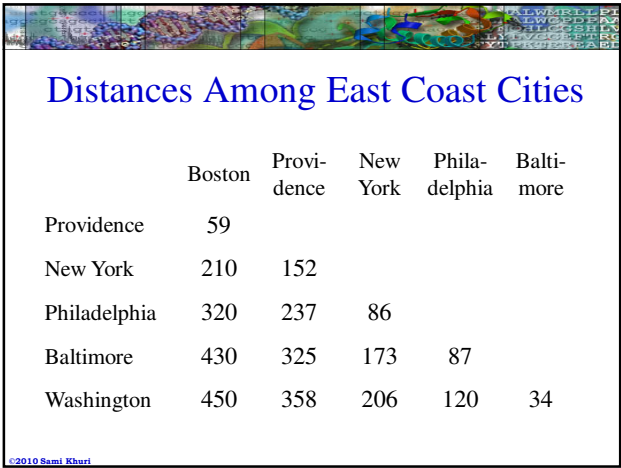 Distances Among East Coast Cities
Boston Provi-dence New York Phila-delphia Balti-more
Providence 59
New York 210 152
Philadelphia 320 237 86
Baltimore 430 325 173 87
Washington 450 358 206 120 34
©2010 Sami Khuri